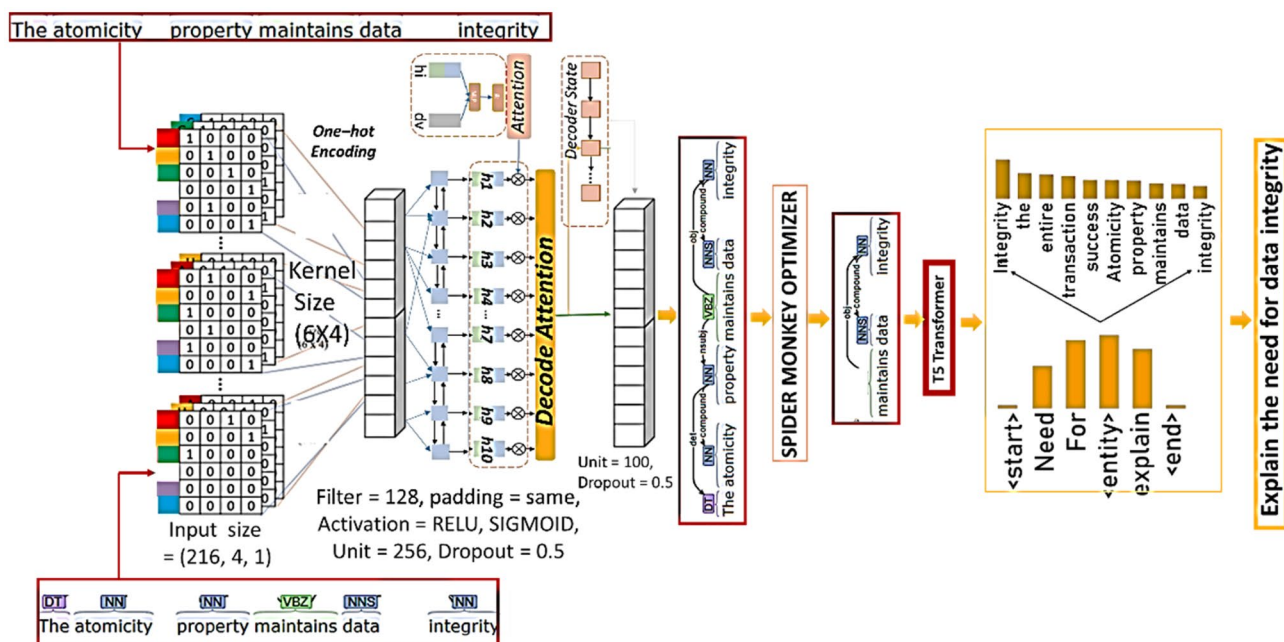 The atomicity property maintains data integrity
One-hot
Encoding
Kernel
Size
(6X4)
(6X4)
Input size
= (216, 4, 1)
DT NN NN VBZ NNS NN
The atomicity property maintains data integrity
hi
dv
Attention
h1
h2
h3
h4
...
h7
h8
h9
h10
Decode Attention
Filter = 128, padding = same,
Activation = RELU, SIGMOID,
Unit = 256, Dropout = 0.5
Decoder State
Unit = 100,
Dropout = 0.5
DT NN NN VBZ NNS NN
det compound nsubj obj compound
The atomicity property maintains data integrity
SPIDER MONKEY OPTIMIZER
NNS NN
obj compound
maintains data integrity
T5 Transformer
Integrity
the
entire
transaction
success
Atomicity
property
maintains
data
integrity
<start>
Need
For
<entity>
explain
<end>
Explain the need for data integrity